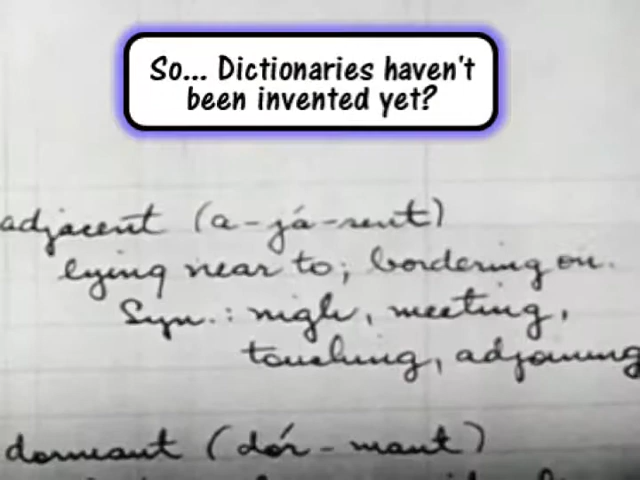 So... Dictionaries haven't
been invented yet?
adjacent (a-já-sent)
lying near to; bordering on.
Syn.: nigh, meeting,
touching, adjoining
dormant (dór-mant)